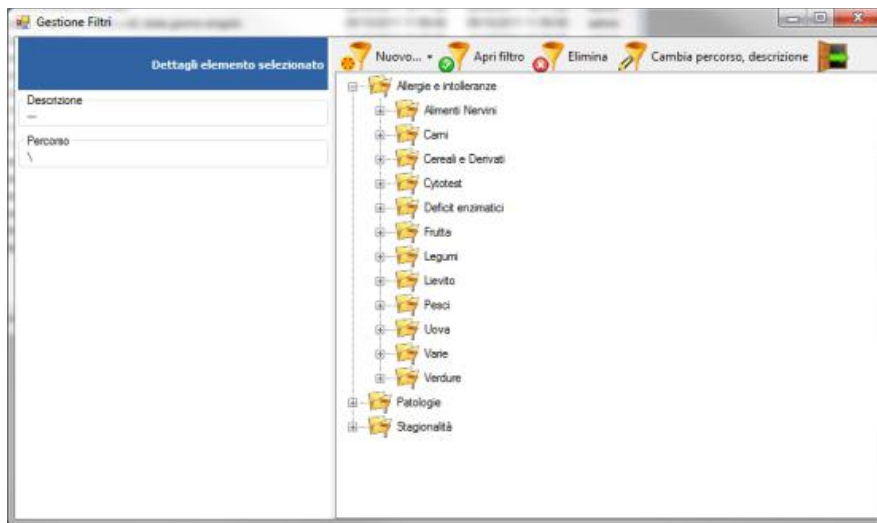 Gestione Filtri
Dettagli elemento selezionato
Descrizione
---
Percorso
\
Nuovo... Apri filtro Elimina Cambia percorso, descrizione
Allergie e intolleranze
Alimenti Nervini
Carni
Cereali e Derivati
Cytotest
Deficit enzimatici
Frutta
Legumi
Lievito
Pesci
Uova
Varie
Verdure
Patologie
Stagionalità